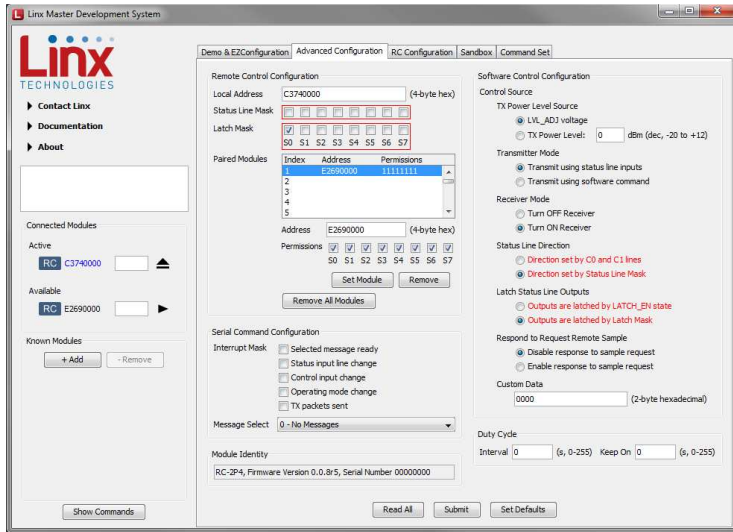 Linx Master Development System
Linx
TECHNOLOGIES
Contact Linx
Documentation
About
Connected Modules
Active
RC C3740000
Available
RC E2690000
Known Modules
+ Add - Remove
Show Commands
Demo & EZConfiguration Advanced Configuration RC Configuration Sandbox Command Set
Remote Control Configuration
Local Address C3740000 (4-byte hex)
Status Line Mask
Latch Mask
S0 S1 S2 S3 S4 S5 S6 S7
Paired Modules Index Address Permissions
1 E2690000 11111111
2
3
4
5
Address E2690000 (4-byte hex)
Permissions
S0 S1 S2 S3 S4 S5 S6 S7
Set Module Remove
Remove All Modules
Serial Command Configuration
Interrupt Mask Selected message ready
Status input line change
Control input change
Operating mode change
TX packets sent
Message Select 0 - No Messages
Module Identity
RC-2P4, Firmware Version 0.0.8r5, Serial Number 00000000
Software Control Configuration
Control Source
TX Power Level Source
LVL_ADJ voltage
TX Power Level: 0 dBm (dec, -20 to +12)
Transmitter Mode
Transmit using status line inputs
Transmit using software command
Receiver Mode
Turn OFF Receiver
Turn ON Receiver
Status Line Direction
Direction set by C0 and C1 lines
Direction set by Status Line Mask
Latch Status Line Outputs
Outputs are latched by LATCH_EN state
Outputs are latched by Latch Mask
Respond to Request Remote Sample
Disable response to sample request
Enable response to sample request
Custom Data
0000 (2-byte hexadecimal)
Duty Cycle
Interval 0 (s, 0-255) Keep On 0 (s, 0-255)
Read All Submit Set Defaults